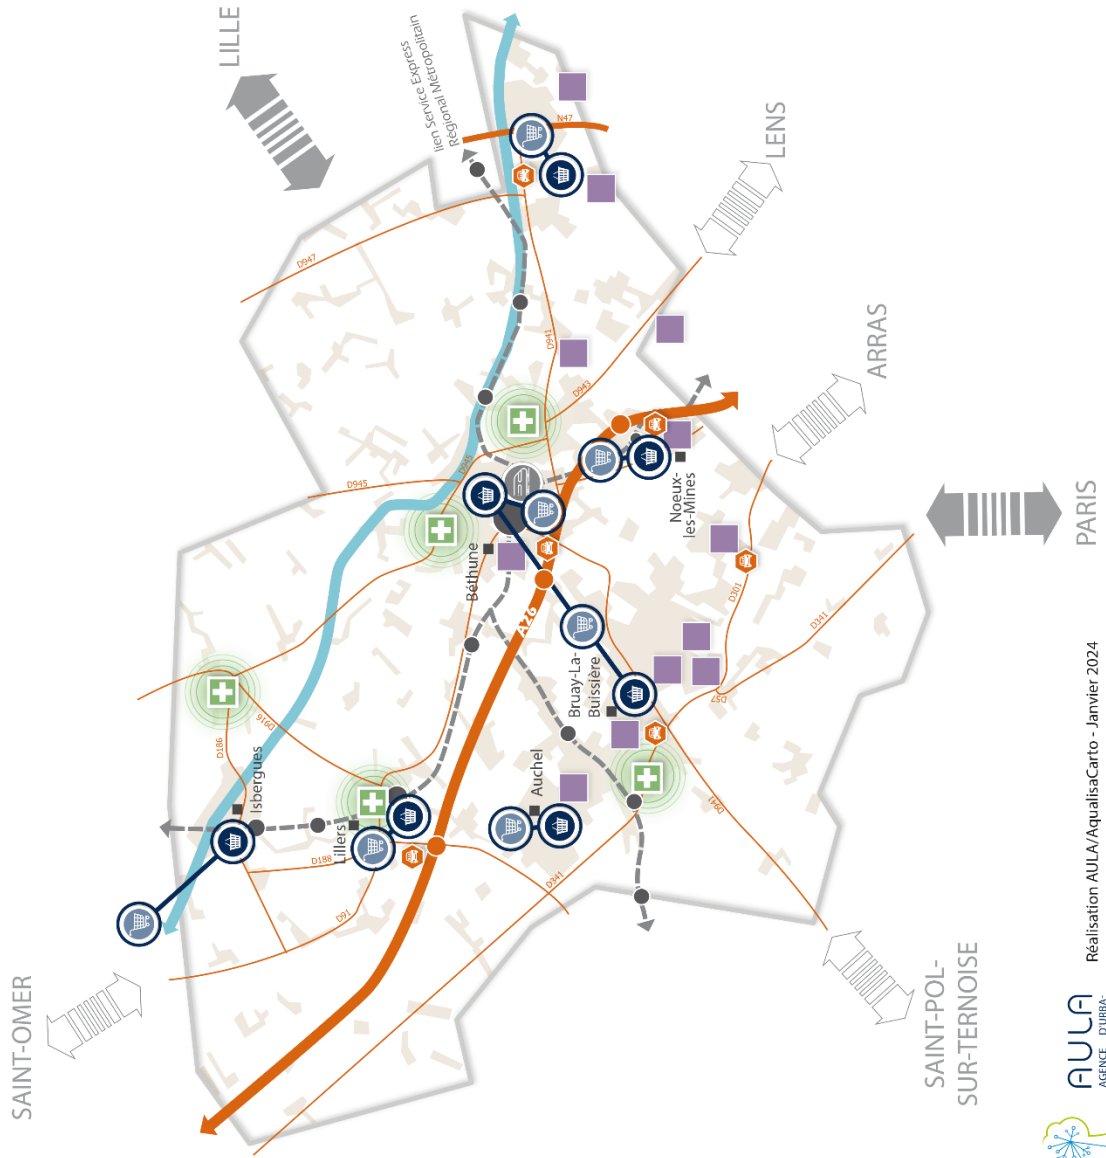 SAINT-OMER
LILLE
lien Service Express
Régional Métropolitain
LENS
ARRAS
PARIS
SAINT-POL-
SUR-TERNOISE
Isbergues
Lillers
Auchel
Béthune
Bruay-La-
Buissière
Noeux-
les-Mines
A26
N47
D947
D941
D943
D945
D945
D916
D186
D188
D91
D341
D301
D341
D57
D941
Réalisation AULA/AqualisaCarto - Janvier 2024
AULA
AGENCE D'URBA-